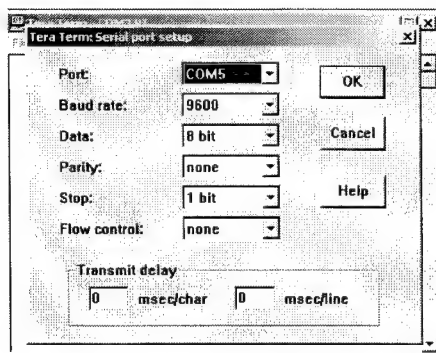 Tera Term: Serial port setup
Port: COM5
OK
Baud rate: 9600
Data: 8 bit
Cancel
Parity: none
Stop: 1 bit
Help
Flow control: none
Transmit delay
0 msec/char 0 msec/line